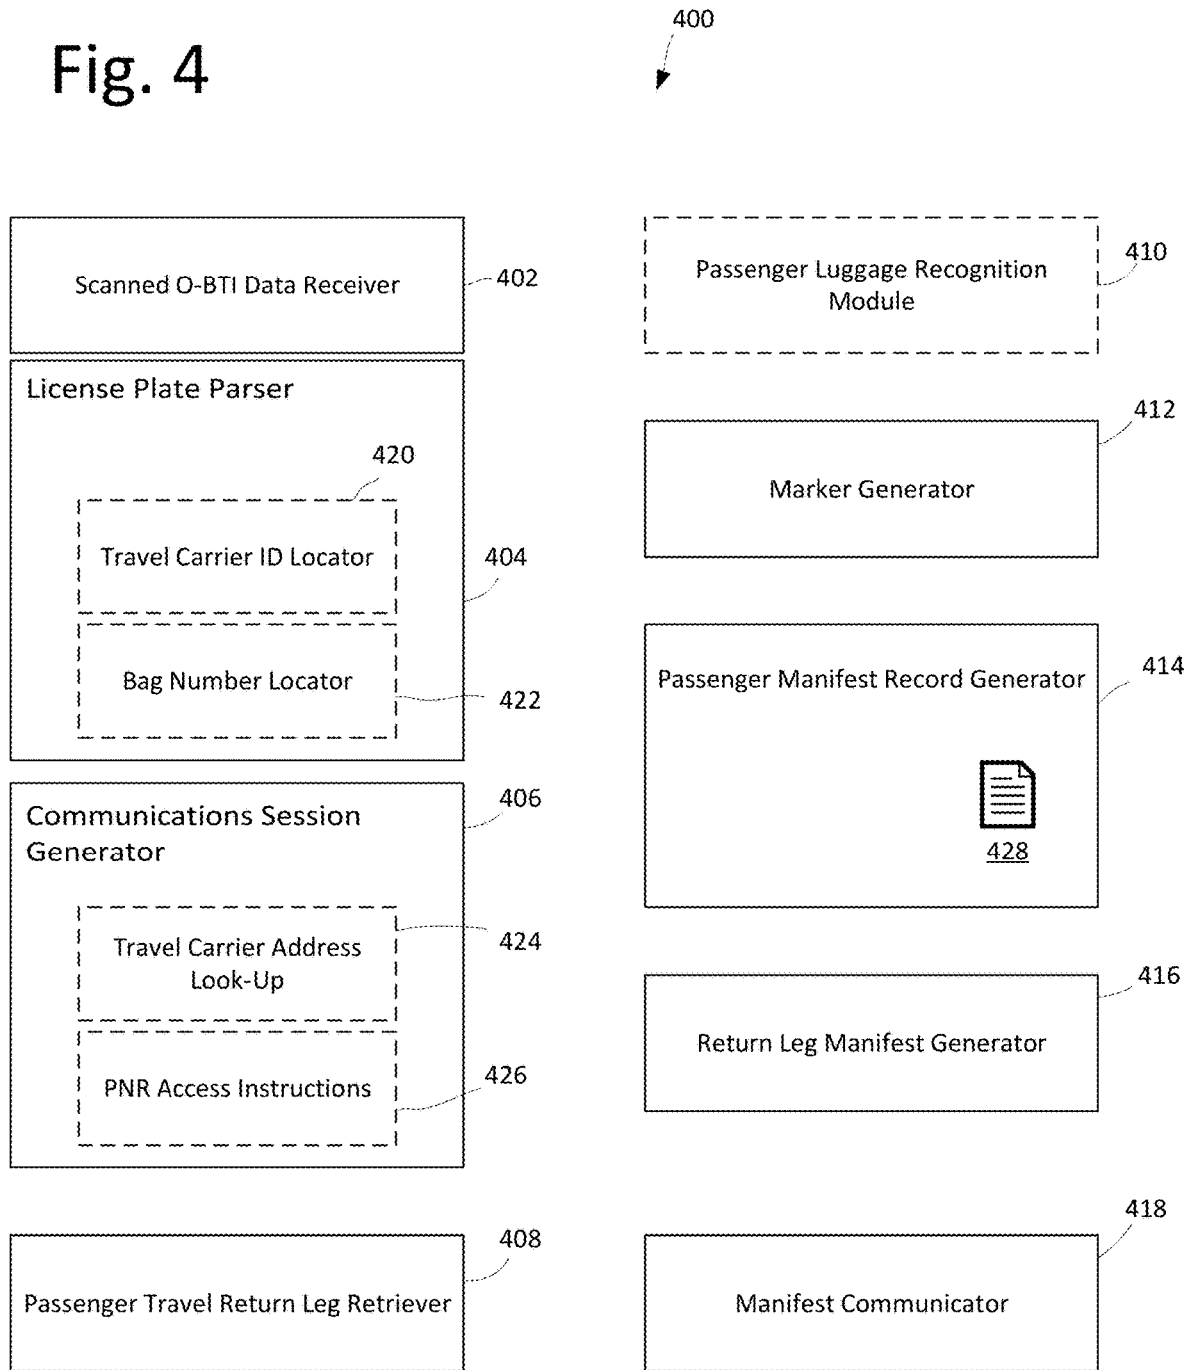 Fig. 4
400
Scanned O-BTI Data Receiver
402
License Plate Parser
420
Travel Carrier ID Locator
404
Bag Number Locator
422
Communications Session
Generator
406
Travel Carrier Address
Look-Up
424
PNR Access Instructions
426
Passenger Travel Return Leg Retriever
408
Passenger Luggage Recognition
Module
410
Marker Generator
412
Passenger Manifest Record Generator
414
428
Return Leg Manifest Generator
416
Manifest Communicator
418